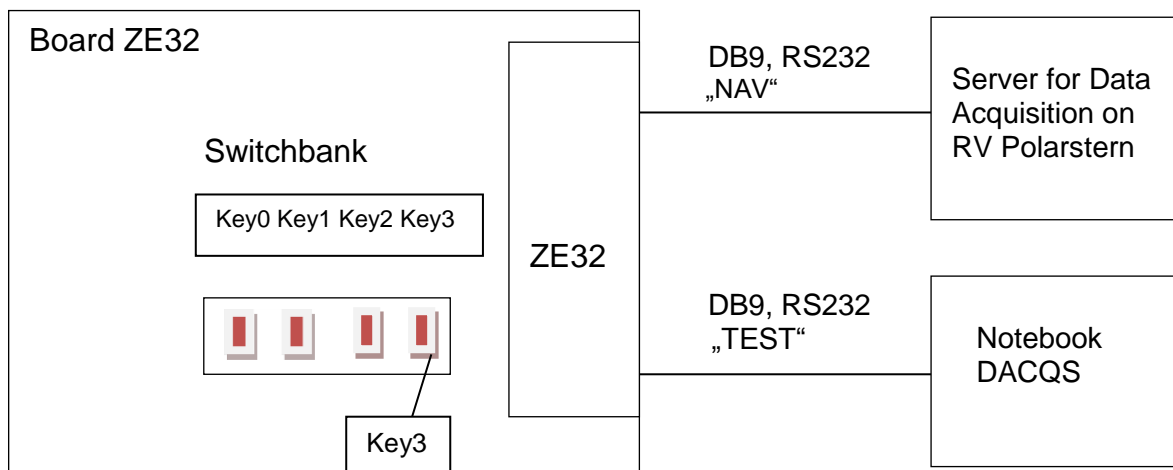 Board ZE32
Switchbank
Key0 Key1 Key2 Key3
Key3
ZE32
DB9, RS232
„NAV“
Server for Data
Acquisition on
RV Polarstern
DB9, RS232
„TEST“
Notebook
DACQS